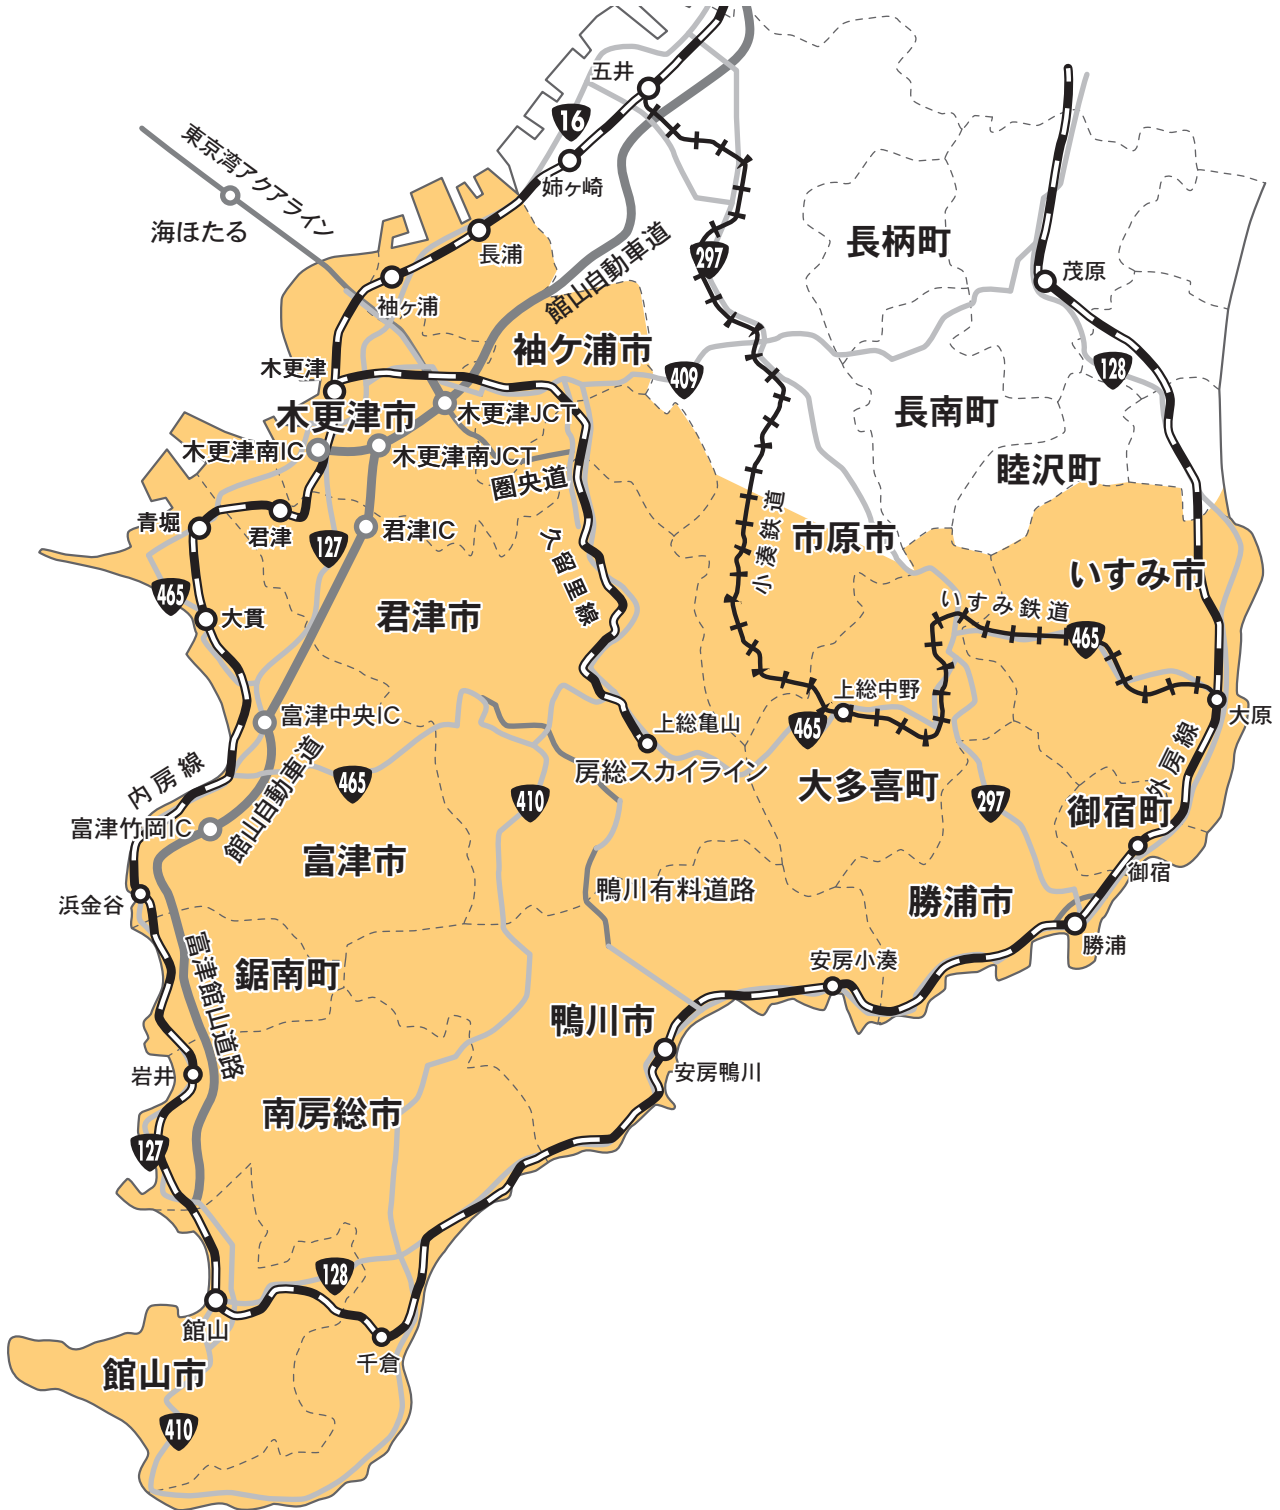 五井
16
姉ヶ崎
東京湾アクアライン
海ほたる
長浦
袖ヶ浦
館山自動車道
297
長柄町
茂原
袖ケ浦市
木更津
409
128
木更津市
木更津JCT
長南町
木更津南IC
木更津南JCT
睦沢町
圏央道
青堀
君津
127
君津IC
久留里線
小湊鉄道
市原市
いすみ市
465
大貫
君津市
いすみ鉄道
465
上総中野
富津中央IC
上総亀山
465
大原
内房線
館山自動車道
465
房総スカイライン
410
大多喜町
297
外房線
御宿町
富津竹岡IC
富津市
御宿
浜金谷
鴨川有料道路
勝浦市
勝浦
富津館山道路
鋸南町
安房小湊
鴨川市
岩井
安房鴨川
南房総市
127
128
館山
千倉
館山市
410